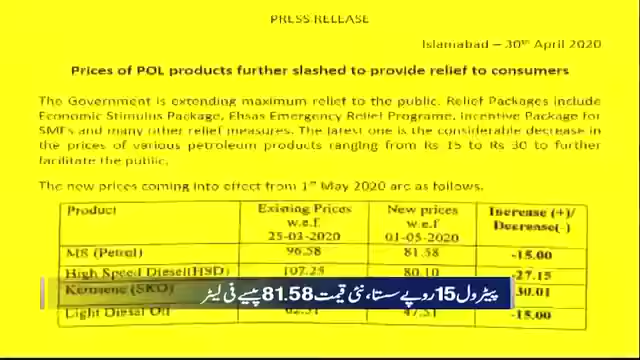 PRESS RELEASE
Islamabad – 30th April 2020
Prices of POL products further slashed to provide relief to consumers
The Government is extending maximum relief to the public. Relief Packages include
Economic Stimulus Package, Ehsas Emergency Relief Programe, Incentive Package for
SMEs and many other relief measures. The latest one is the considerable decrease in
the prices of various petroleum products ranging from Rs 15 to Rs 30 to further
facilitate the public.
The new prices coming into effect from 1st May 2020 are as follows.
Product Existing Prices w.e.f 25-03-2020 New prices w.e.f 01-05-2020 Increase (+)/ Decrease(-)
MS (Petrol) 96.58 81.58 -15.00
High Speed Diesel(HSD) 107.25 80.10 -27.15
Kerosene (SKO) 30.01
پیٹرول 15 روپے سستا، نئی قیمت 81.58 پیسے فی لیٹر
Light Diesel Oil 62.51 47.51 -15.00